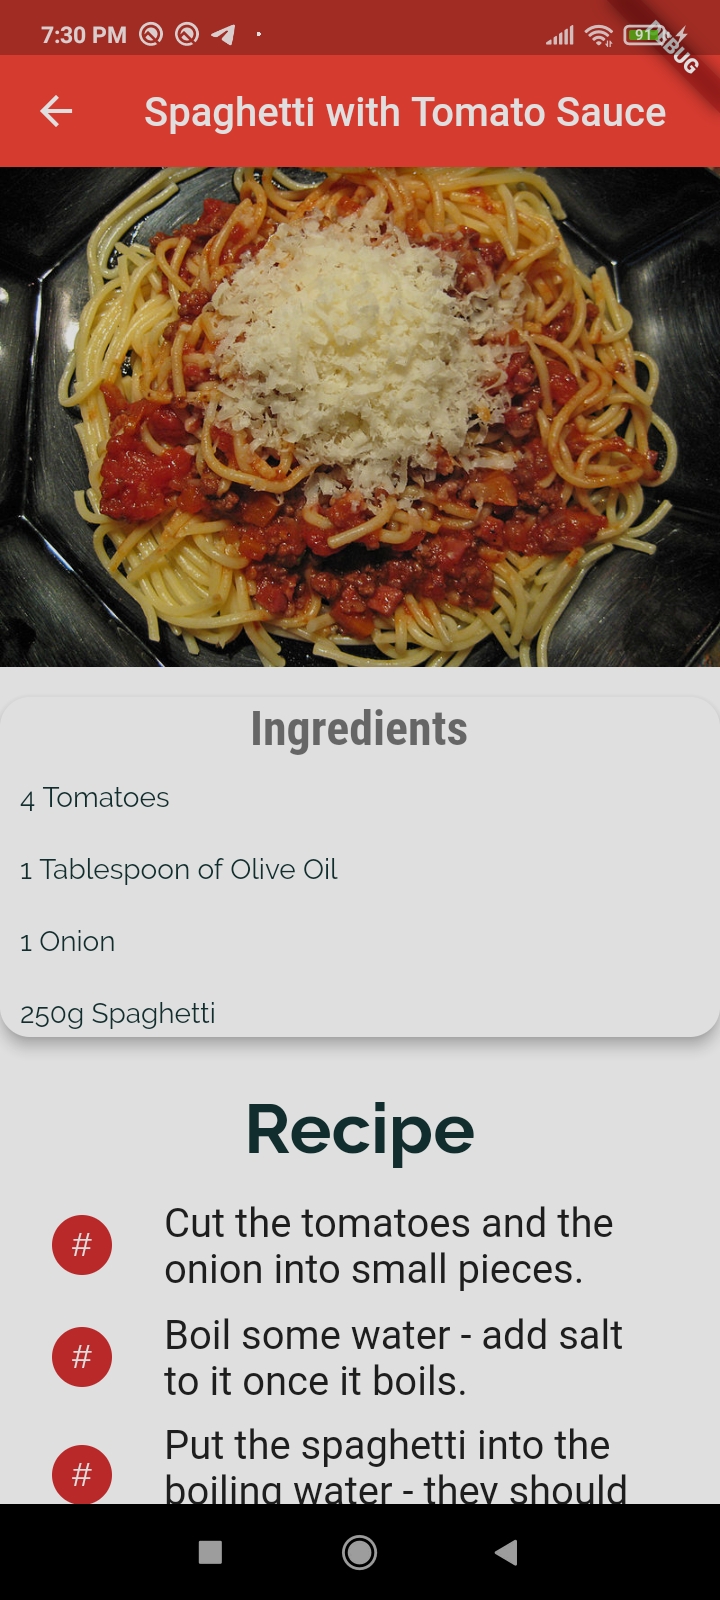 7:30 PM
91
DEBUG
Spaghetti with Tomato Sauce
Ingredients
4 Tomatoes
1 Tablespoon of Olive Oil
1 Onion
250g Spaghetti
Recipe
# Cut the tomatoes and the
onion into small pieces.
# Boil some water - add salt
to it once it boils.
# Put the spaghetti into the
boiling water - they should